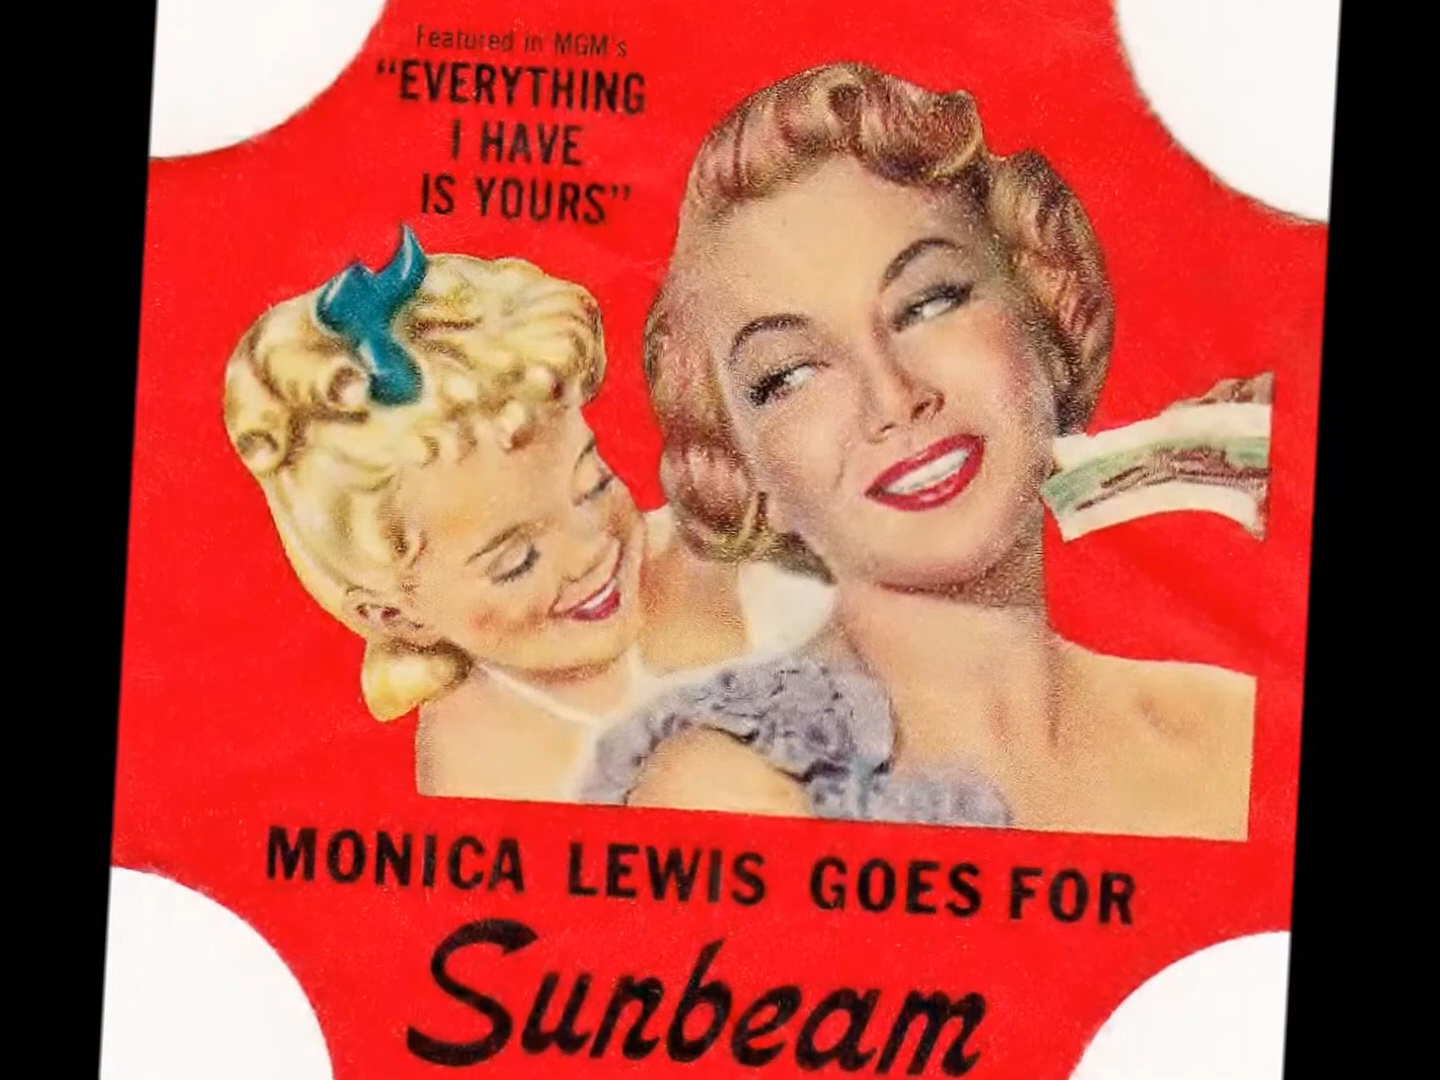 Featured in MGM's
"EVERYTHING
I HAVE
IS YOURS"
MONICA LEWIS GOES FOR
Sunbeam